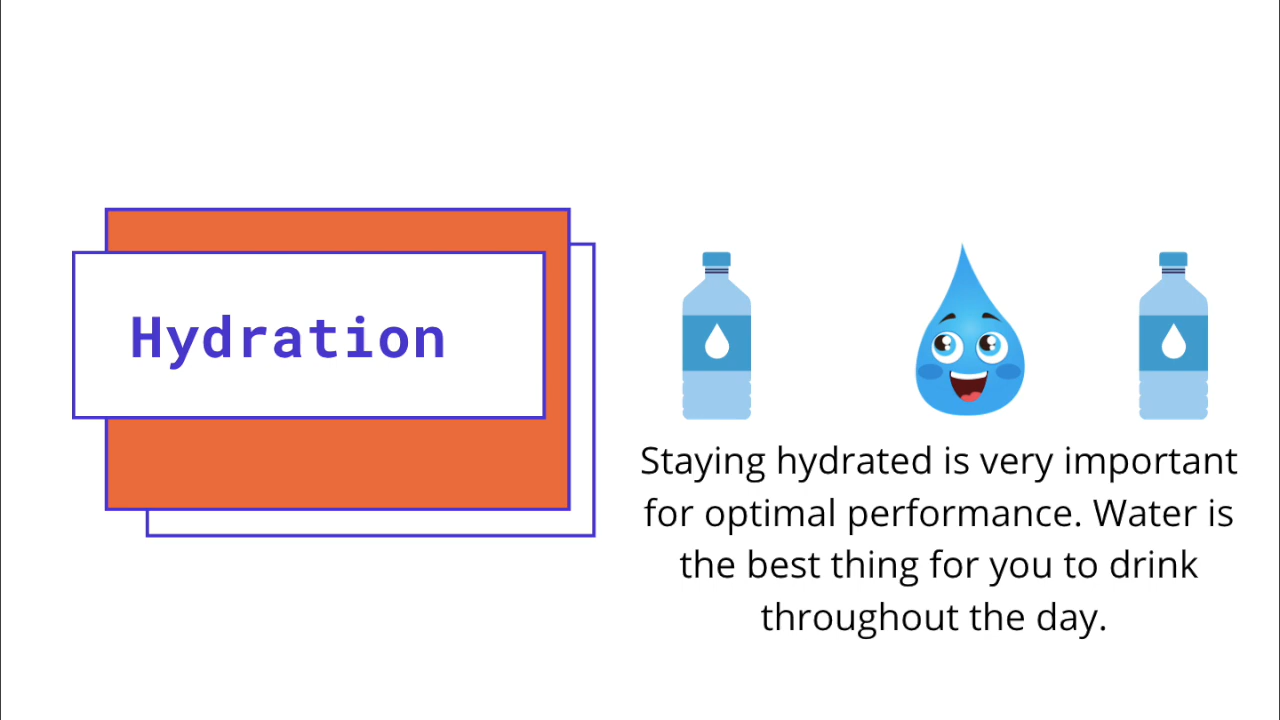 Hydration
Staying hydrated is very important
for optimal performance. Water is
the best thing for you to drink
throughout the day.